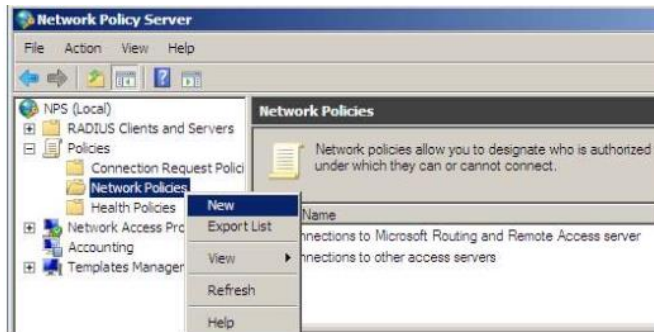 Network Policy Server
File Action View Help
NPS (Local)
RADIUS Clients and Servers
Policies
Connection Request Polici
Network Policies
Health Policies
Network Access Pro
Accounting
Templates Manager
New
Export List
View
Refresh
Help
Network Policies
Network policies allow you to designate who is authorized
under which they can or cannot connect.
Name
nnections to Microsoft Routing and Remote Access server
nnections to other access servers